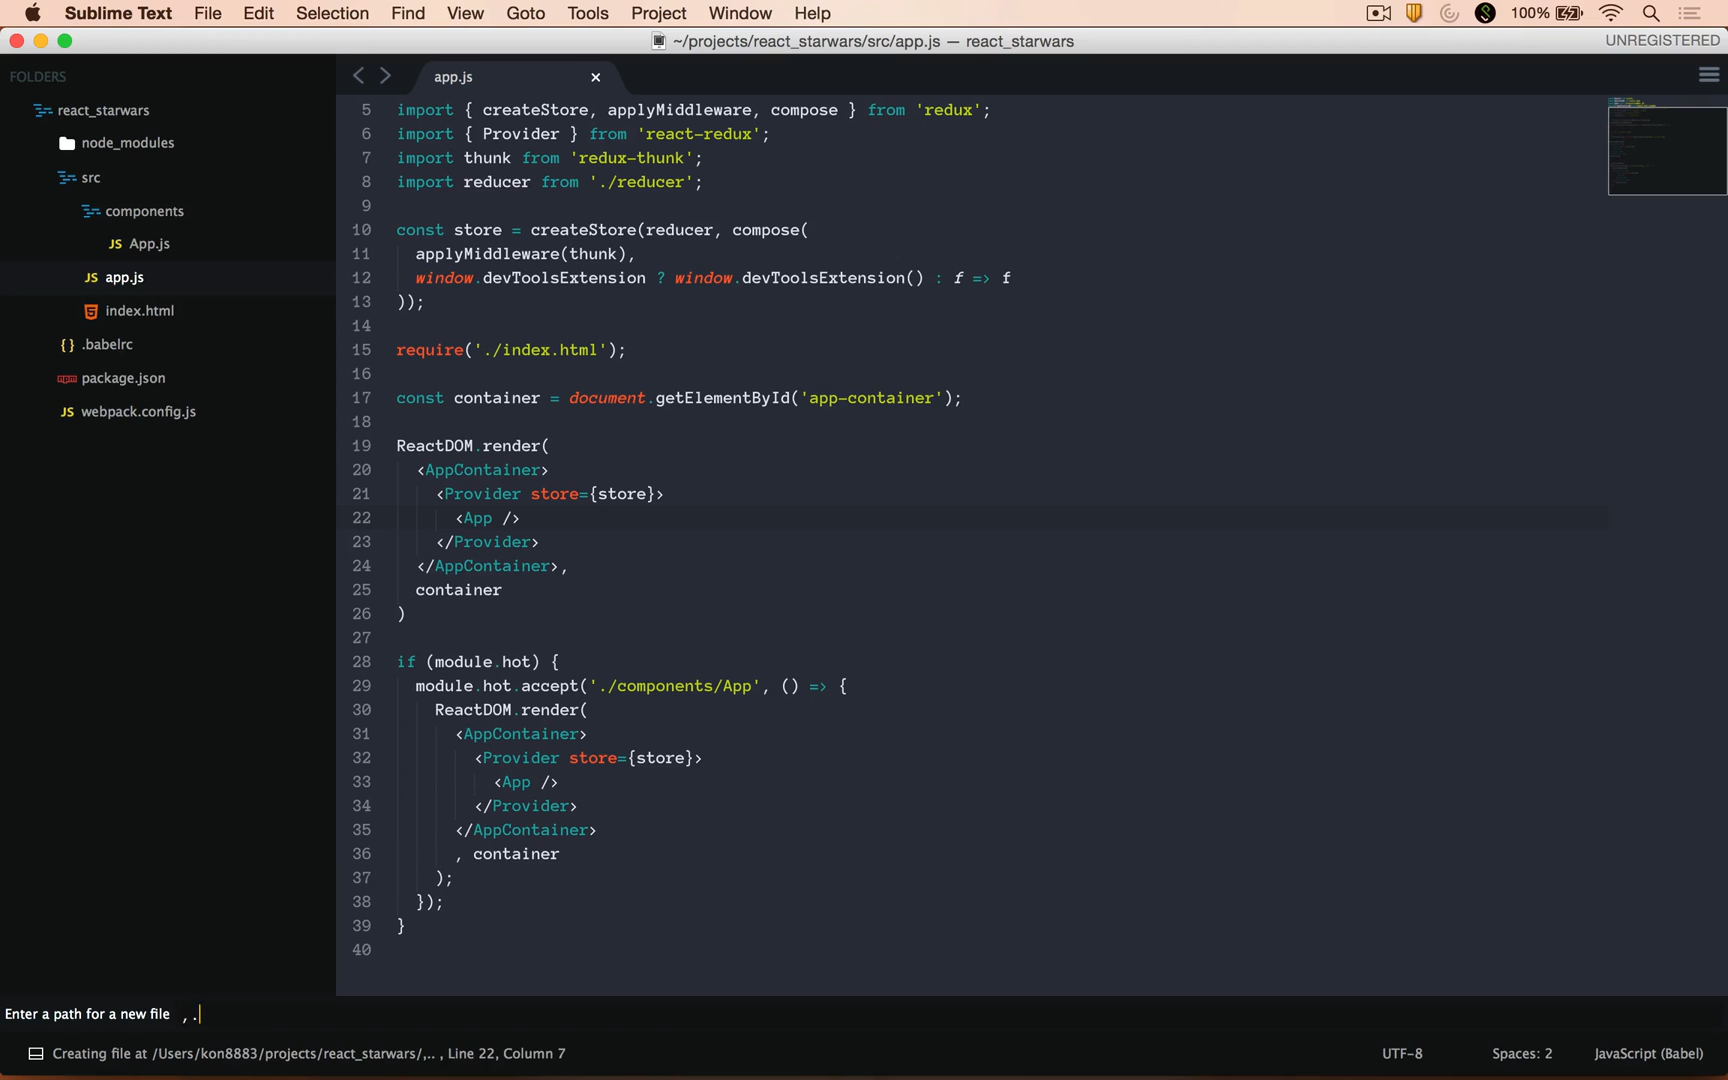 Sublime Text File Edit Selection Find View Goto Tools Project Window Help 100%
~/projects/react_starwars/src/app.js — react_starwars UNREGISTERED
FOLDERS
react_starwars
node_modules
src
components
JS App.js
JS app.js
index.html
{} .babelrc
npm package.json
JS webpack.config.js
app.js
5 import { createStore, applyMiddleware, compose } from 'redux';
6 import { Provider } from 'react-redux';
7 import thunk from 'redux-thunk';
8 import reducer from './reducer';
9
10 const store = createStore(reducer, compose(
11 applyMiddleware(thunk),
12 window.devToolsExtension ? window.devToolsExtension() : f => f
13 ));
14
15 require('./index.html');
16
17 const container = document.getElementById('app-container');
18
19 ReactDOM.render(
20 <AppContainer>
21 <Provider store={store}>
22 <App />
23 </Provider>
24 </AppContainer>,
25 container
26 )
27
28 if (module.hot) {
29 module.hot.accept('./components/App', () => {
30 ReactDOM.render(
31 <AppContainer>
32 <Provider store={store}>
33 <App />
34 </Provider>
35 </AppContainer>
36 , container
37 );
38 });
39 }
40
Enter a path for a new file ,.
Creating file at /Users/kon8883/projects/react_starwars/,.. , Line 22, Column 7 UTF-8 Spaces: 2 JavaScript (Babel)